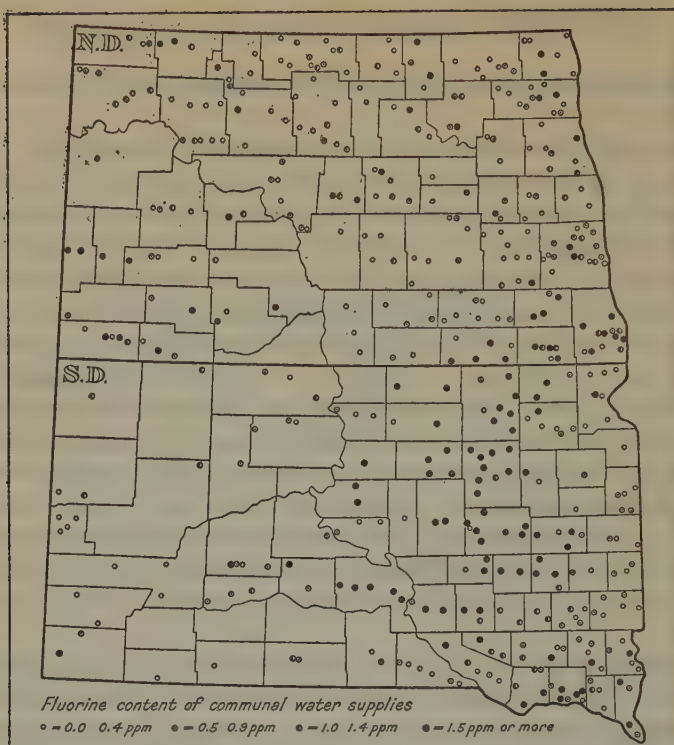 N.D.
S.D.
Fluorine content of communal water supplies
○ = 0.0 0.4 ppm ◉ = 0.5 0.9 ppm ◐ = 1.0 1.4 ppm ● = 1.5 ppm or more